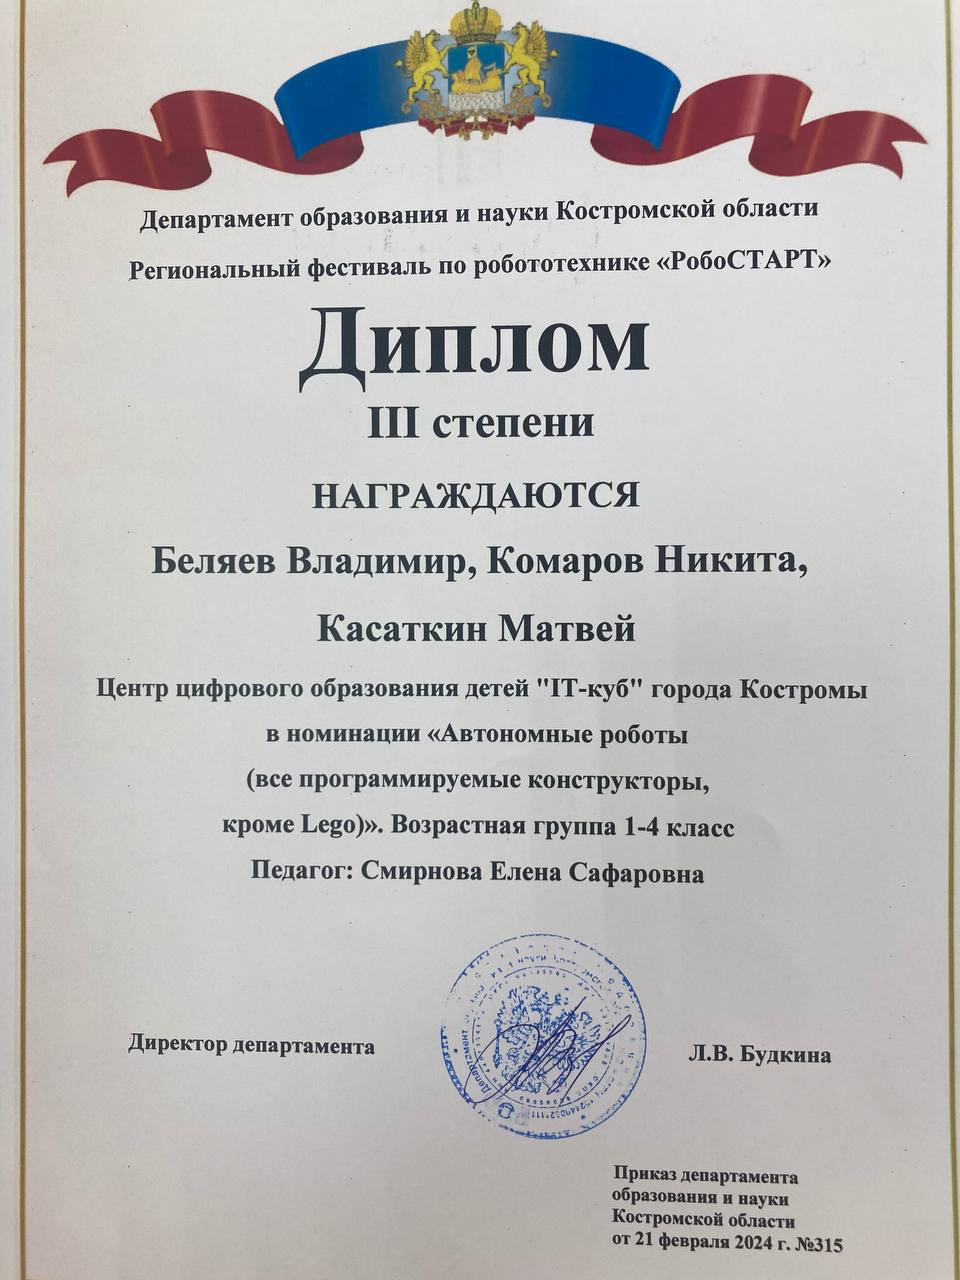 Департамент образования и науки Костромской области
Региональный фестиваль по робототехнике «РобоСТАРТ»
Диплом
III степени
НАГРАЖДАЮТСЯ
Беляев Владимир, Комаров Никита,
Касаткин Матвей
Центр цифрового образования детей "IT-куб" города Костромы
в номинации «Автономные роботы
(все программируемые конструкторы,
кроме Lego)». Возрастная группа 1-4 класс
Педагог: Смирнова Елена Сафаровна
Директор департамента
Л.В. Будкина
Приказ департамента
образования и науки
Костромской области
от 21 февраля 2024 г. №315